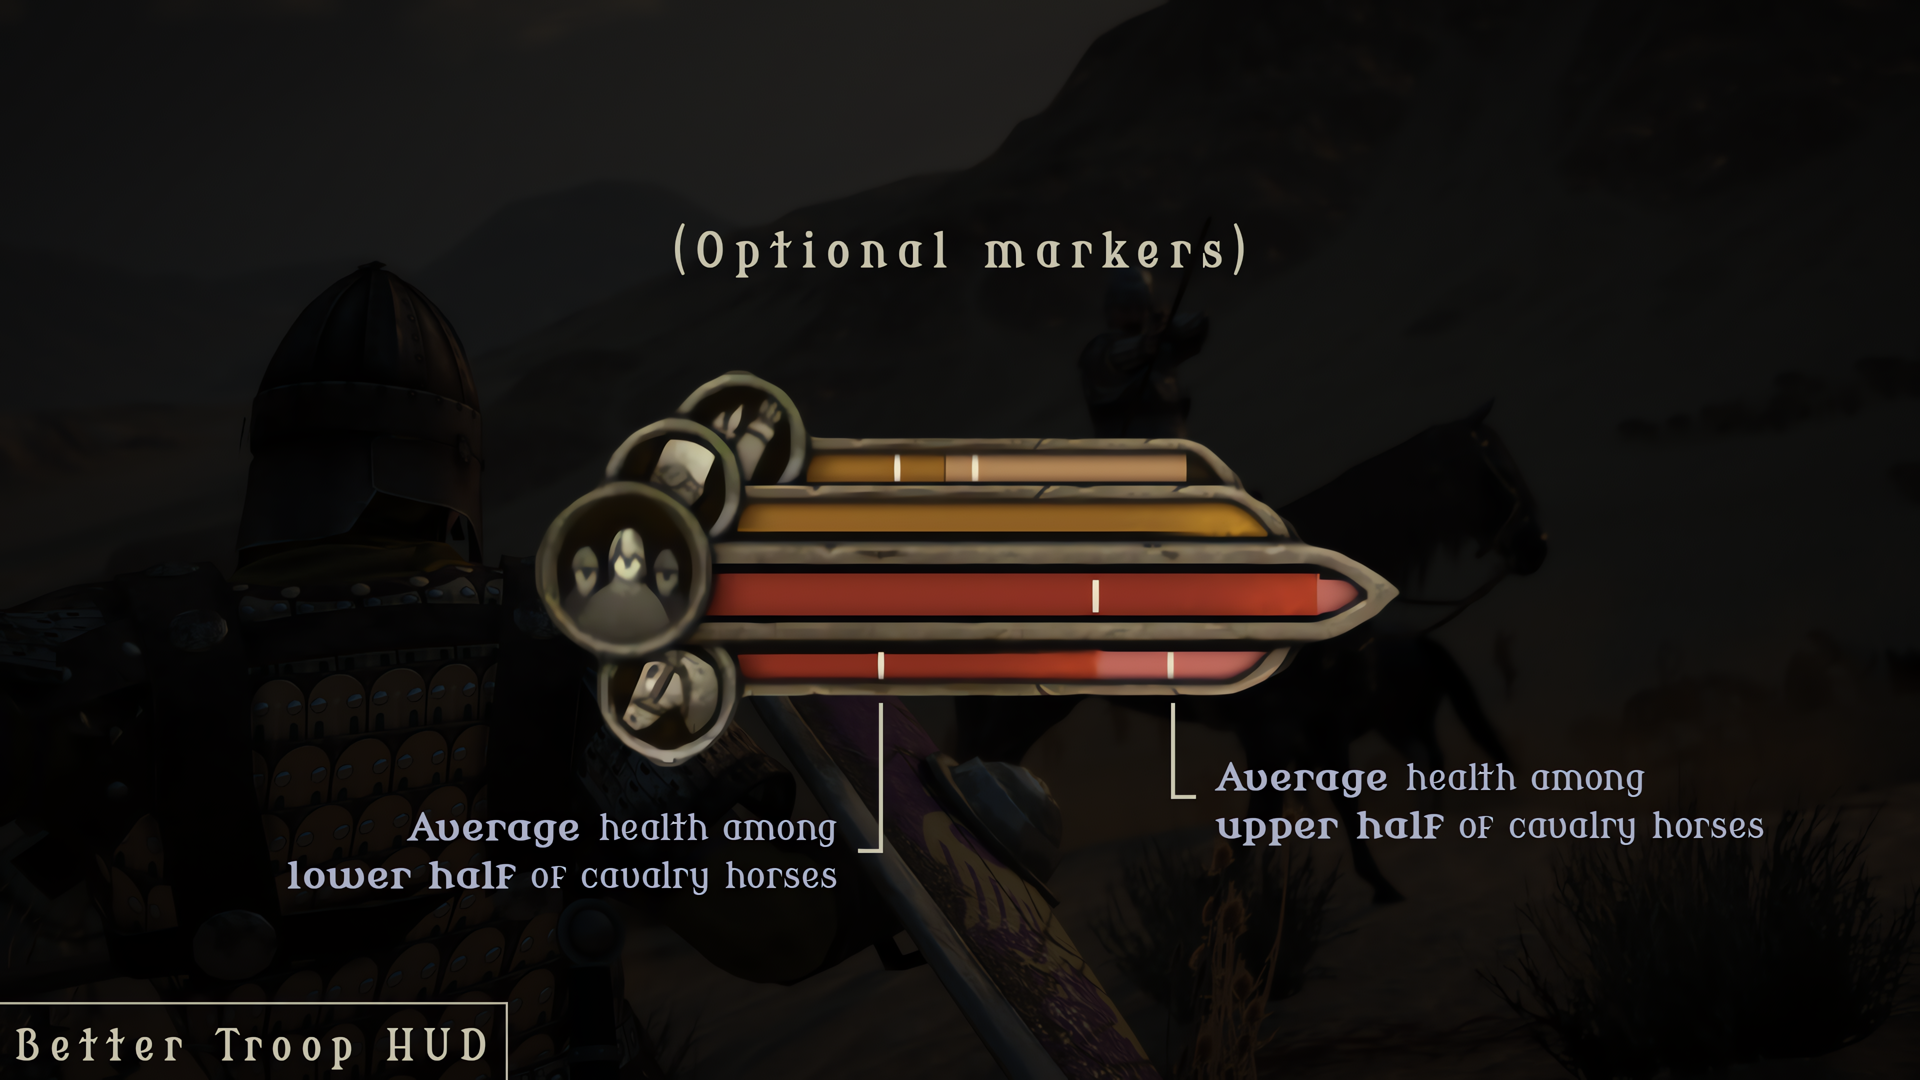 (Optional markers)
Average health among
upper half of cavalry horses
Average health among
lower half of cavalry horses
Better Troop HUD